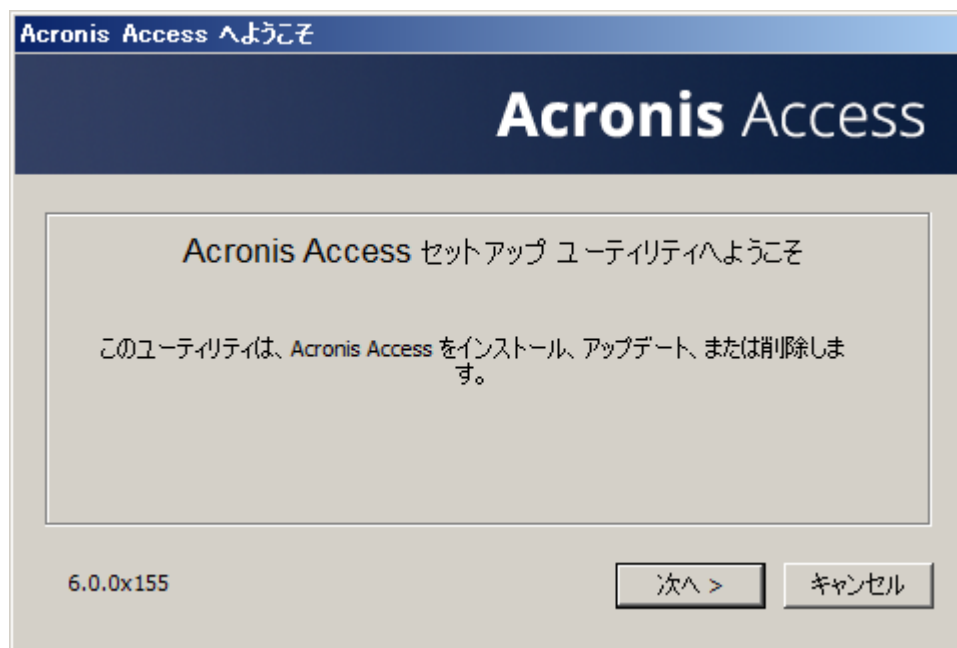 Acronis Access へようこそ
Acronis Access
Acronis Access セットアップ ユーティリティへようこそ
このユーティリティは、Acronis Access をインストール、アップデート、または削除しま
す。
6.0.0x155
次へ >
キャンセル